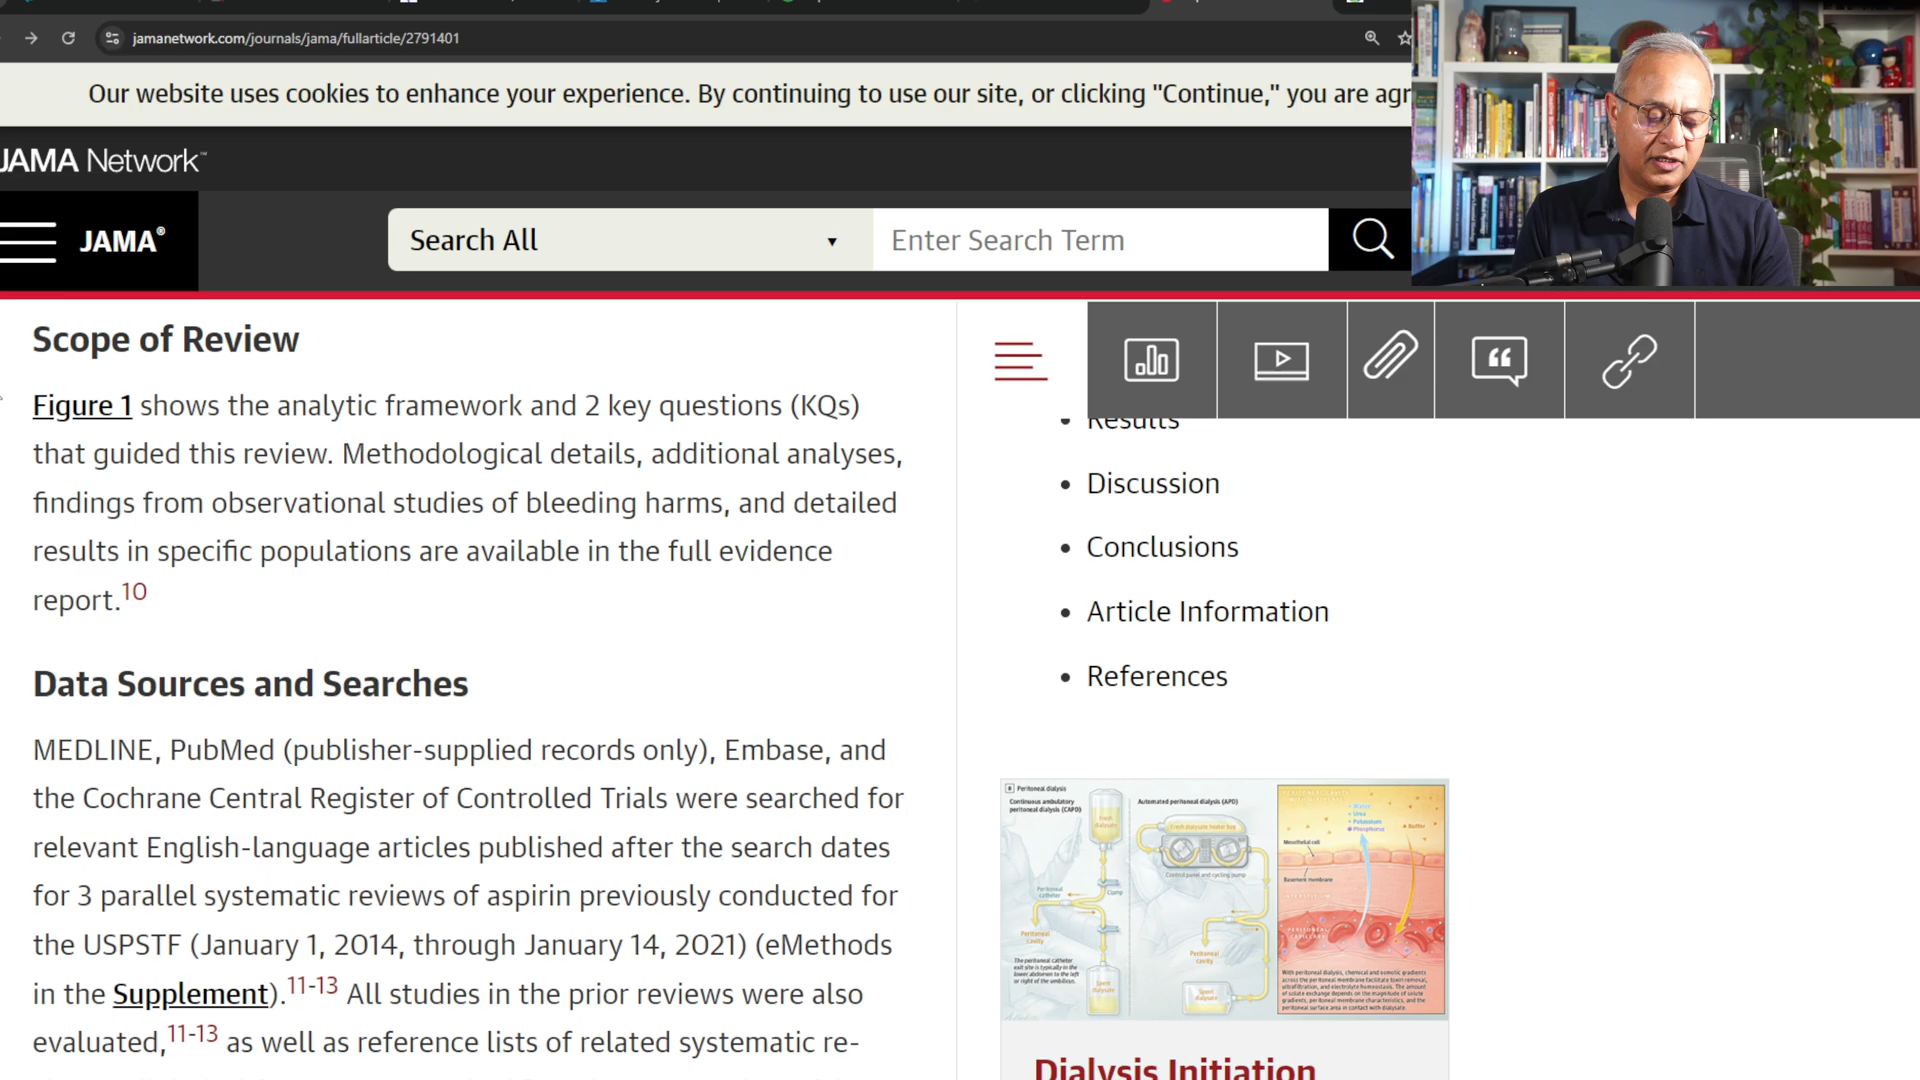 jamanetwork.com/journals/jama/fullarticle/2791401
Our website uses cookies to enhance your experience. By continuing to use our site, or clicking "Continue," you are agr
JAMA Network™
JAMA®
Search All
Enter Search Term
Scope of Review
Figure 1 shows the analytic framework and 2 key questions (KQs)
that guided this review. Methodological details, additional analyses,
findings from observational studies of bleeding harms, and detailed
results in specific populations are available in the full evidence
report.10
Data Sources and Searches
MEDLINE, PubMed (publisher-supplied records only), Embase, and
the Cochrane Central Register of Controlled Trials were searched for
relevant English-language articles published after the search dates
for 3 parallel systematic reviews of aspirin previously conducted for
the USPSTF (January 1, 2014, through January 14, 2021) (eMethods
in the Supplement).11-13 All studies in the prior reviews were also
evaluated,11-13 as well as reference lists of related systematic re-
Results
Discussion
Conclusions
Article Information
References
B Peritoneal dialysis
Continuous ambulatory
peritoneal dialysis (CAPD)
Automated peritoneal dialysis (APD)
Fresh
dialysate
Fresh dialysate heater bag
Control panel and cycling pump
Peritoneal
catheter
Clamp
Peritoneal
cavity
Peritoneal
cavity
The peritoneal catheter
exit site is typically in the
lower abdomen to the left
or right of the umbilicus.
Spent
dialysate
Spent
dialysate
Water
Urea
Potassium
Phosphorus
Buffer
Mesothelial cell
Basement membrane
With peritoneal dialysis, chemical and osmotic gradients
across the peritoneal membrane facilitate toxin removal,
ultrafiltration, and electrolyte homeostasis. The amount
of solute exchange depends on the magnitude of solute
gradients, peritoneal membrane characteristics, and the
peritoneal surface area in contact with dialysate.
Dialysis Initiation